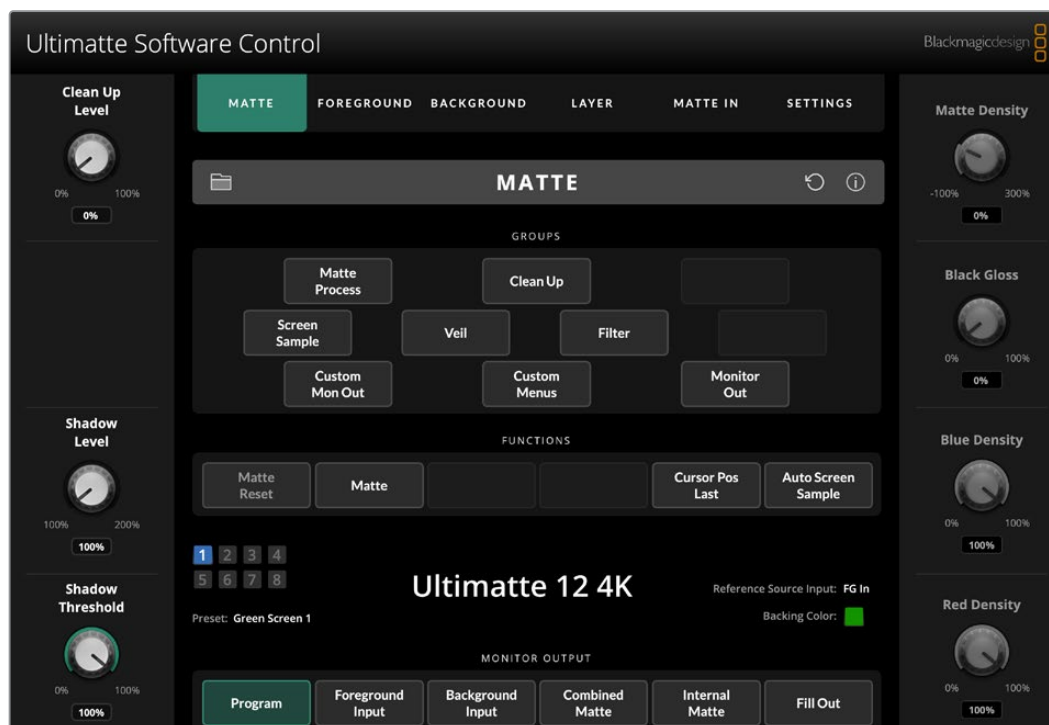 Ultimatte Software Control
Blackmagicdesign
MATTE FOREGROUND BACKGROUND LAYER MATTE IN SETTINGS
MATTE
Clean Up
Level
0% 100%
0%
Shadow
Level
100% 200%
100%
Shadow
Threshold
0% 100%
100%
GROUPS
Matte
Process
Clean Up
Screen
Sample
Veil
Filter
Custom
Mon Out
Custom
Menus
Monitor
Out
FUNCTIONS
Matte
Reset
Matte
Cursor Pos
Last
Auto Screen
Sample
1 2 3 4
5 6 7 8
Preset: Green Screen 1
Ultimatte 12 4K
Reference Source Input: FG In
Backing Color:
MONITOR OUTPUT
Program
Foreground
Input
Background
Input
Combined
Matte
Internal
Matte
Fill Out
Matte Density
-100% 300%
0%
Black Gloss
0% 100%
0%
Blue Density
0% 100%
100%
Red Density
0% 100%
100%